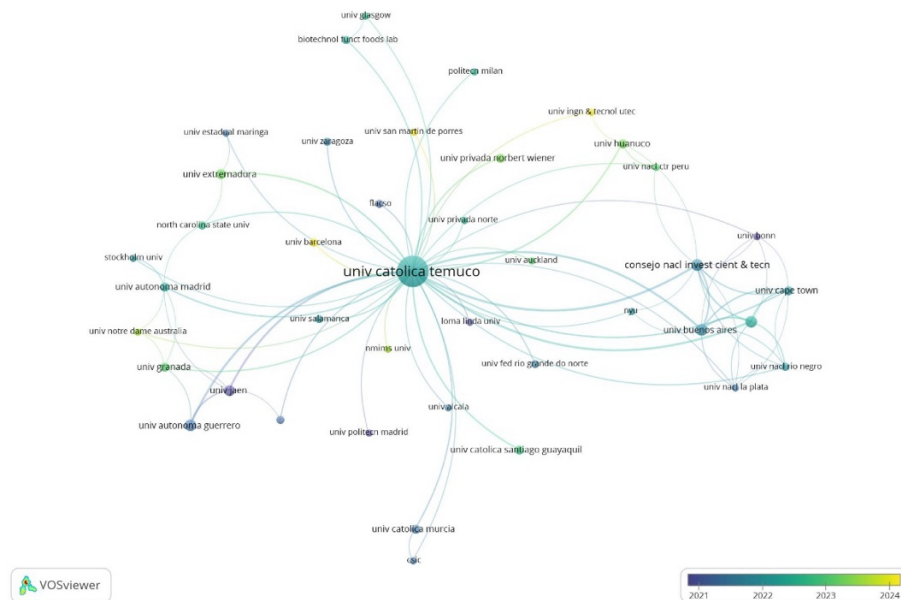 univ glasgow
biotechnol funct foods lab
politecn milan
univ ingn & tecnol utec
univ estadual maringa
univ zaragoza
univ san martin de porres
univ huanuco
univ privada norbert wiener
univ nacl ctr peru
univ extremadura
flacso
univ privada norte
north carolina state univ
univ barcelona
univ bonn
stockholm univ
univ auckland
consejo nacl invest cient & tecn
univ catolica temuco
univ autonoma madrid
univ cape town
nyu
univ salamanca
loma linda univ
univ buenos aires
univ notre dame australia
nmims univ
univ granada
univ fed rio grande do norte
univ nacl rio negro
univ jaen
univ nacl la plata
univ alcala
univ autonoma guerrero
univ politecn madrid
univ catolica santiago guayaquil
univ catolica murcia
csic
VOSviewer
2021 2022 2023 2024